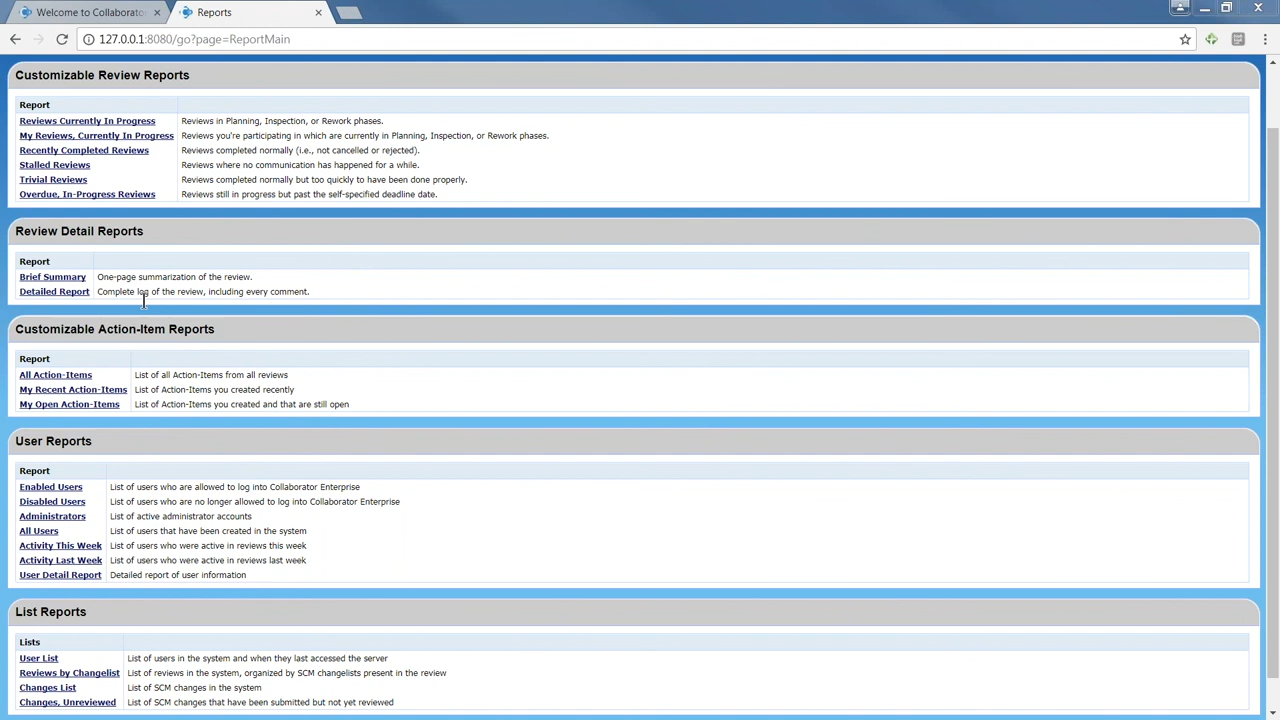 Welcome to Collaborator
Reports
127.0.0.1:8080/go?page=ReportMain
Customizable Review Reports
Report
Reviews Currently In Progress Reviews in Planning, Inspection, or Rework phases.
My Reviews, Currently In Progress Reviews you're participating in which are currently in Planning, Inspection, or Rework phases.
Recently Completed Reviews Reviews completed normally (i.e., not cancelled or rejected).
Stalled Reviews Reviews where no communication has happened for a while.
Trivial Reviews Reviews completed normally but too quickly to have been done properly.
Overdue, In-Progress Reviews Reviews still in progress but past the self-specified deadline date.
Review Detail Reports
Report
Brief Summary One-page summarization of the review.
Detailed Report Complete log of the review, including every comment.
Customizable Action-Item Reports
Report
All Action-Items List of all Action-Items from all reviews
My Recent Action-Items List of Action-Items you created recently
My Open Action-Items List of Action-Items you created and that are still open
User Reports
Report
Enabled Users List of users who are allowed to log into Collaborator Enterprise
Disabled Users List of users who are no longer allowed to log into Collaborator Enterprise
Administrators List of active administrator accounts
All Users List of users that have been created in the system
Activity This Week List of users who were active in reviews this week
Activity Last Week List of users who were active in reviews last week
User Detail Report Detailed report of user information
List Reports
Lists
User List List of users in the system and when they last accessed the server
Reviews by Changelist List of reviews in the system, organized by SCM changelists present in the review
Changes List List of SCM changes in the system
Changes, Unreviewed List of SCM changes that have been submitted but not yet reviewed